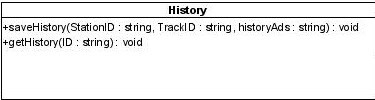 History
+saveHistory(StationID : string, TrackID : string, historyAds : string) : void
+getHistory(ID : string) : void